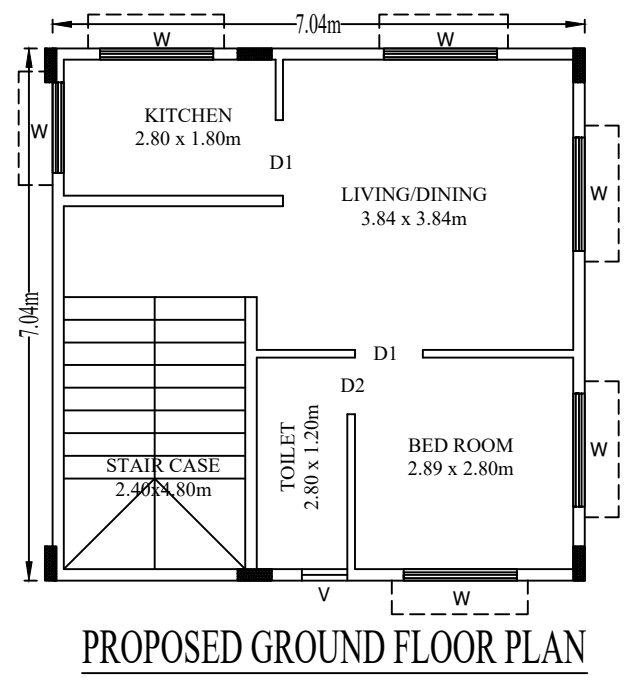 7.04m
W
W
W
KITCHEN
2.80 x 1.80m
D1
W
LIVING/DINING
3.84 x 3.84m
7.04m
D1
D2
TOILET
2.80 x 1.20m
BED ROOM
2.89 x 2.80m
W
STAIR CASE
2.40x4.80m
V
W
PROPOSED GROUND FLOOR PLAN